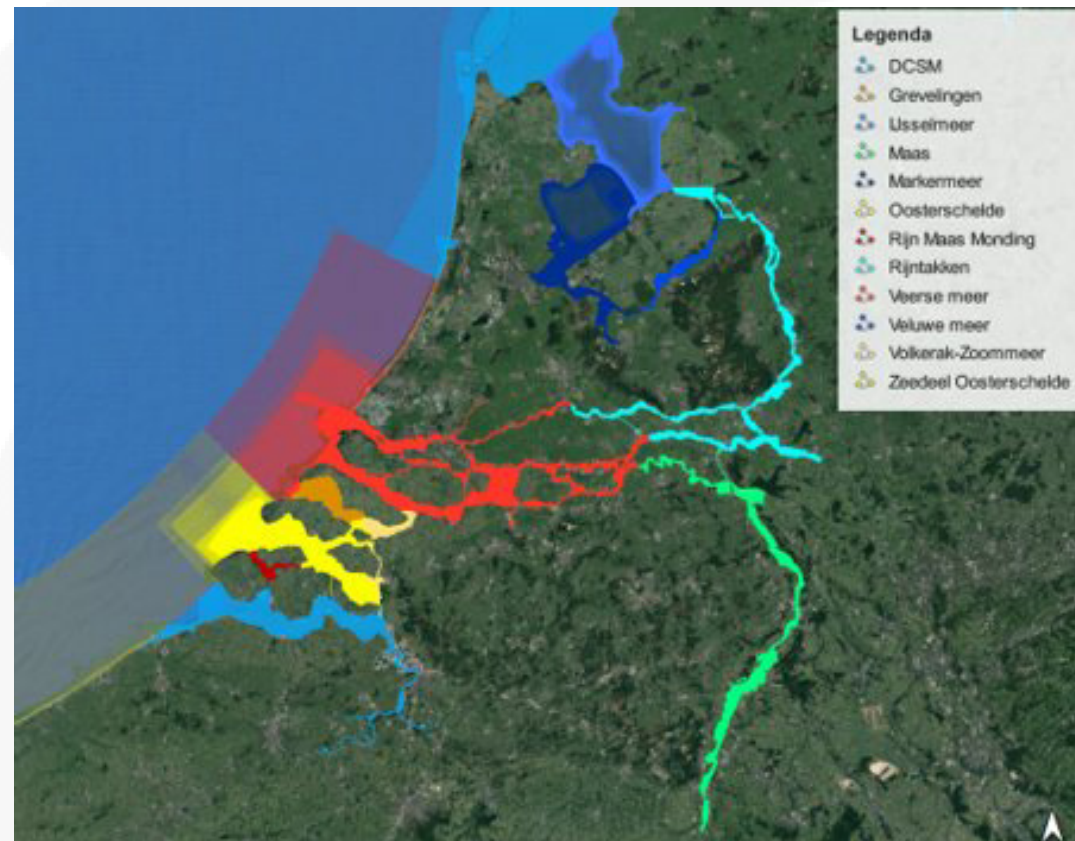 Legenda
DCSM
Grevelingen
IJsselmeer
Maas
Markermeer
Oosterschelde
Rijn Maas Monding
Rijntakken
Veerse meer
Veluwe meer
Volkerak-Zoommeer
Zeedeel Oosterschelde